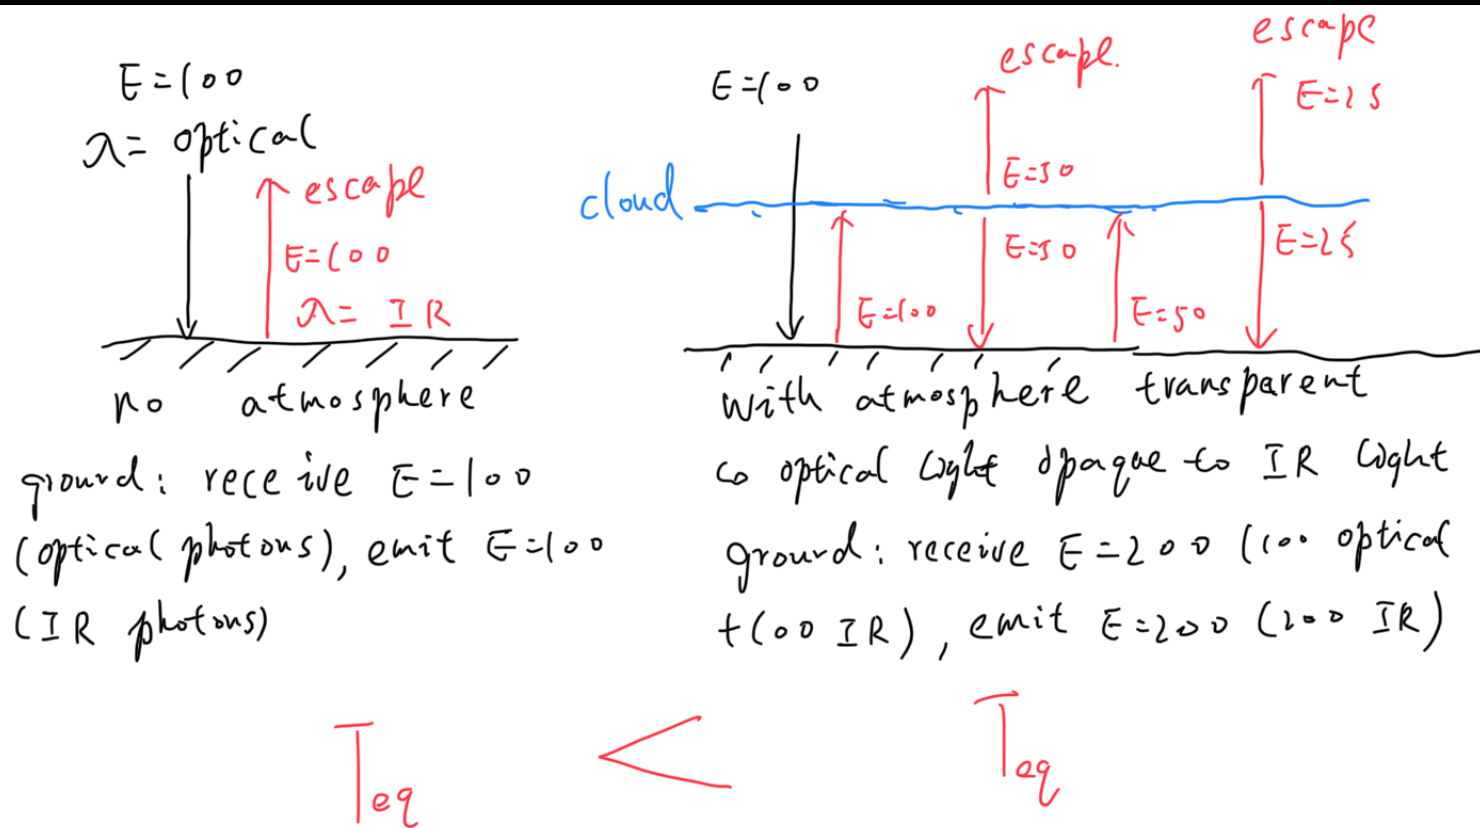 E=100
λ= optical
escape
E=100
λ= IR
no atmosphere
ground: receive E=100
(optical photons), emit E=100
(IR photons)
E=100
escape.
escape
E=25
E=50
cloud
E=50
E=25
E=100
E=50
with atmosphere transparent
to optical light opaque to IR light
ground: receive E=200 (100 optical
+100 IR), emit E=200 (200 IR)
Teq < Teq